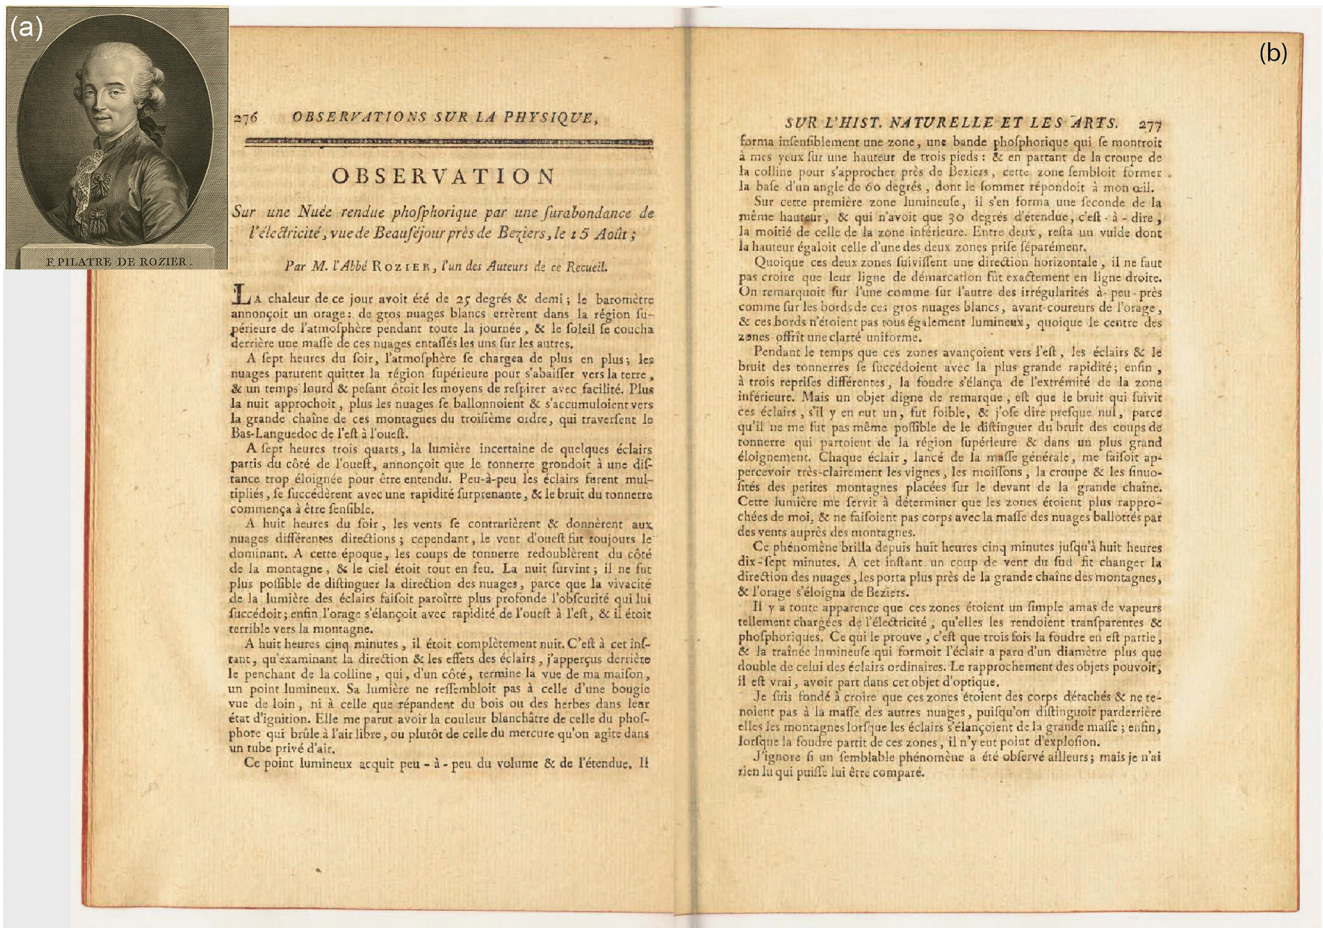 (a)
F. PILATRE DE ROZIER.
(b)
276 OBSERVATIONS SUR LA PHYSIQUE,
OBSERVATION
Sur une Nuée rendue phoſphorique par une ſurabondance de
l'électricité, vue de Beauſéjour près de Beziers, le 15 Août;
Par M. l'Abbé ROZIER, l'un des Auteurs de ce Recueil.
LA chaleur de ce jour avoit été de 25 degrés & demi; le baromètre
annonçoit un orage: de gros nuages blancs errèrent dans la région ſu-
périeure de l'atmoſphère pendant toute la journée, & le ſoleil ſe coucha
derrière une maſſe de ces nuages entaſſés les uns ſur les autres.
A ſept heures du ſoir, l'atmoſphère ſe chargea de plus en plus; les
nuages parurent quitter la région ſupérieure pour s'abaiſſer vers la terre,
& un temps lourd & peſant ôtoit les moyens de reſpirer avec facilité. Plus
la nuit approchoit, plus les nuages ſe ballonnoient & s'accumuloient vers
la grande chaîne de ces montagnes du troiſième ordre, qui traverſent le
Bas-Languedoc de l'eſt à l'oueſt.
A ſept heures trois quarts, la lumière incertaine de quelques éclairs
partis du côté de l'oueſt, annonçoit que le tonnerre grondoit à une diſ-
tance trop éloignée pour être entendu. Peu-à-peu les éclairs furent mul-
tipliés, ſe ſuccédèrent avec une rapidité ſurprenante, & le bruit du tonnerre
commença à être ſenſible.
A huit heures du ſoir, les vents ſe contrarièrent & donnèrent aux
nuages différentes directions; cependant, le vent d'oueſt fut toujours le
dominant. A cette époque, les coups de tonnerre redoublèrent du côté
de la montagne, & le ciel étoit tout en feu. La nuit ſurvint; il ne fut
plus poſſible de diſtinguer la direction des nuages, parce que la vivacité
de la lumière des éclairs faiſoit paroître plus profonde l'obſcurité qui lui
ſuccédoit; enfin l'orage s'élançoit avec rapidité de l'oueſt à l'eſt, & il étoit
terrible vers la montagne.
A huit heures cinq minutes, il étoit complètement nuit. C'eſt à cet inſ-
tant, qu'examinant la direction & les effets des éclairs, j'apperçus derrière
le penchant de la colline, qui, d'un côté, termine la vue de ma maiſon,
un point lumineux. Sa lumière ne reſſembloit pas à celle d'une bougie
vue de loin, ni à celle que répandent du bois ou des herbes dans leur
état d'ignition. Elle me parut avoir la couleur blanchâtre de celle du phoſ-
phore qui brûle à l'air libre, ou plutôt de celle du mercure qu'on agite dans
un tube privé d'air.
Ce point lumineux acquit peu-à-peu du volume & de l'étendue. Il
SUR L'HIST. NATURELLE ET LES ARTS. 277
forma inſenſiblement une zone, une bande phoſphorique qui ſe montroit
à mes yeux ſur une hauteur de trois pieds: & en partant de la croupe de
la colline pour s'approcher près de Beziers, cette zone ſembloit former
la baſe d'un angle de 60 degrés, dont le ſommet répondoit à mon œil.
Sur cette première zone lumineuſe, il s'en forma une ſeconde de la
même hauteur, & qui n'avoit que 30 degrés d'étendue, c'eſt-à-dire,
la moitié de celle de la zone inférieure. Entre deux, reſta un vuide dont
la hauteur égaloit celle d'une des deux zones priſe ſéparément.
Quoique ces deux zones ſuiviſſent une direction horizontale, il ne faut
pas croire que leur ligne de démarcation fût exactement en ligne droite.
On remarquoit ſur l'une comme ſur l'autre des irrégularités à-peu-près
comme ſur les bords de ces gros nuages blancs, avant-coureurs de l'orage,
& ces bords n'étoient pas tous également lumineux, quoique le centre des
zones offrît une clarté uniforme.
Pendant le temps que ces zones avançoient vers l'eſt, les éclairs & le
bruit des tonnerres ſe ſuccédoient avec la plus grande rapidité; enfin,
à trois repriſes différentes, la foudre s'élança de l'extrémité de la zone
inférieure. Mais un objet digne de remarque, eſt que le bruit qui ſuivit
ces éclairs, s'il y en eut un, fut foible, & j'oſe dire preſque nul, parce
qu'il ne me fut pas même poſſible de le diſtinguer du bruit des coups de
tonnerre qui partoient de la région ſupérieure & dans un plus grand
éloignement. Chaque éclair, lancé de la maſſe générale, me faiſoit ap-
percevoir très-clairement les vignes, les moiſſons, la croupe & les ſinuo-
ſités des petites montagnes placées ſur le devant de la grande chaîne.
Cette lumière me ſervit à déterminer que les zones étoient plus rappro-
chées de moi, & ne faiſoient pas corps avec la maſſe des nuages ballottés par
des vents auprès des montagnes.
Ce phénomène brilla depuis huit heures cinq minutes juſqu'à huit heures
dix-ſept minutes. A cet inſtant un coup de vent du ſud fit changer la
direction des nuages, les porta plus près de la grande chaîne des montagnes,
& l'orage s'éloigna de Beziers.
Il y a toute apparence que ces zones étoient un ſimple amas de vapeurs
tellement chargées de l'électricité, qu'elles les rendoient tranſparentes &
phoſphoriques. Ce qui le prouve, c'eſt que trois fois la foudre en eſt partie,
& la traînée lumineuſe qui formoit l'éclair a paru d'un diamètre plus que
double de celui des éclairs ordinaires. Le rapprochement des objets pouvoit,
il eſt vrai, avoir part dans cet objet d'optique.
Je ſuis fondé à croire que ces zones étoient des corps détachés & ne te-
noient pas à la maſſe des autres nuages, puiſqu'on diſtinguoit parderrière
elles les montagnes lorſque les éclairs s'élançoient de la grande maſſe; enfin,
lorſque la foudre partit de ces zones, il n'y eut point d'exploſion.
J'ignore ſi un ſemblable phénomène a été obſervé ailleurs; mais je n'ai
rien lu qui puiſſe lui être comparé.